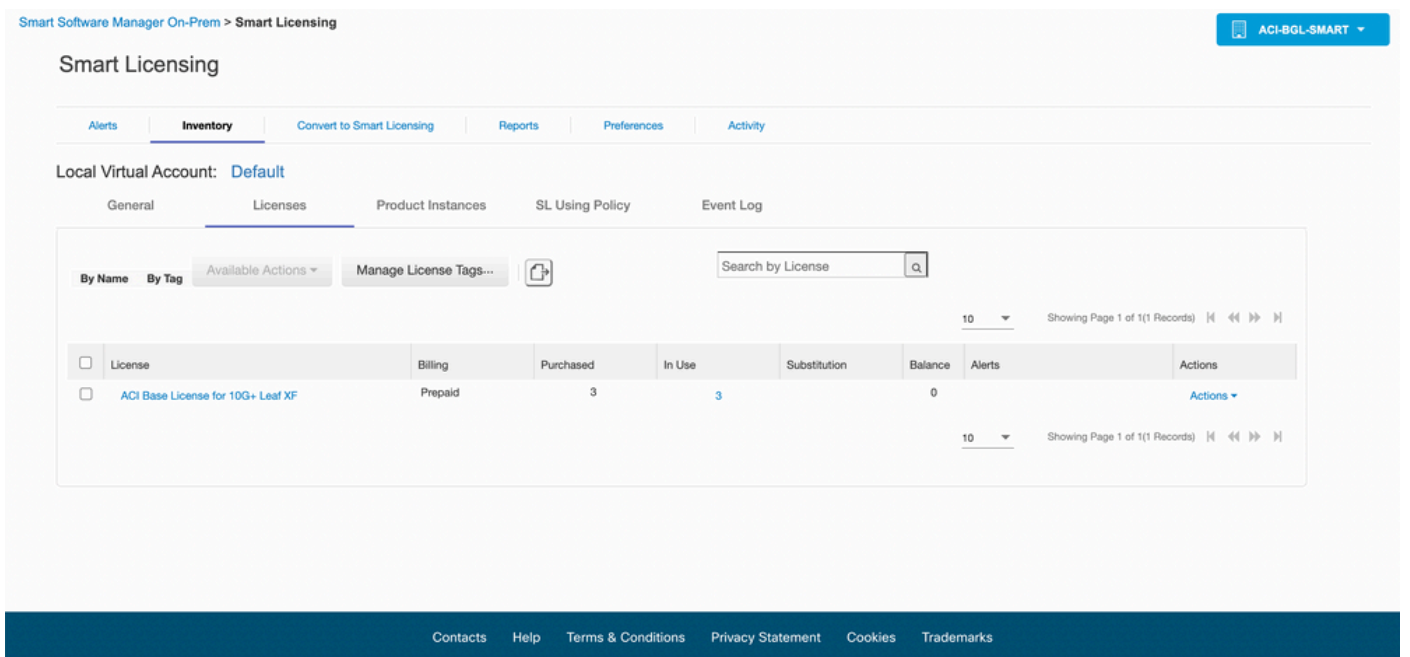 Smart Software Manager On-Prem > Smart Licensing
ACI-BGL-SMART
Smart Licensing
Alerts Inventory Convert to Smart Licensing Reports Preferences Activity
Local Virtual Account: Default
General Licenses Product Instances SL Using Policy Event Log
By Name By Tag Available Actions Manage License Tags... Search by License
10 Showing Page 1 of 1(1 Records)
License Billing Purchased In Use Substitution Balance Alerts Actions
ACI Base License for 10G+ Leaf XF Prepaid 3 3 0 Actions
10 Showing Page 1 of 1(1 Records)
Contacts Help Terms & Conditions Privacy Statement Cookies Trademarks